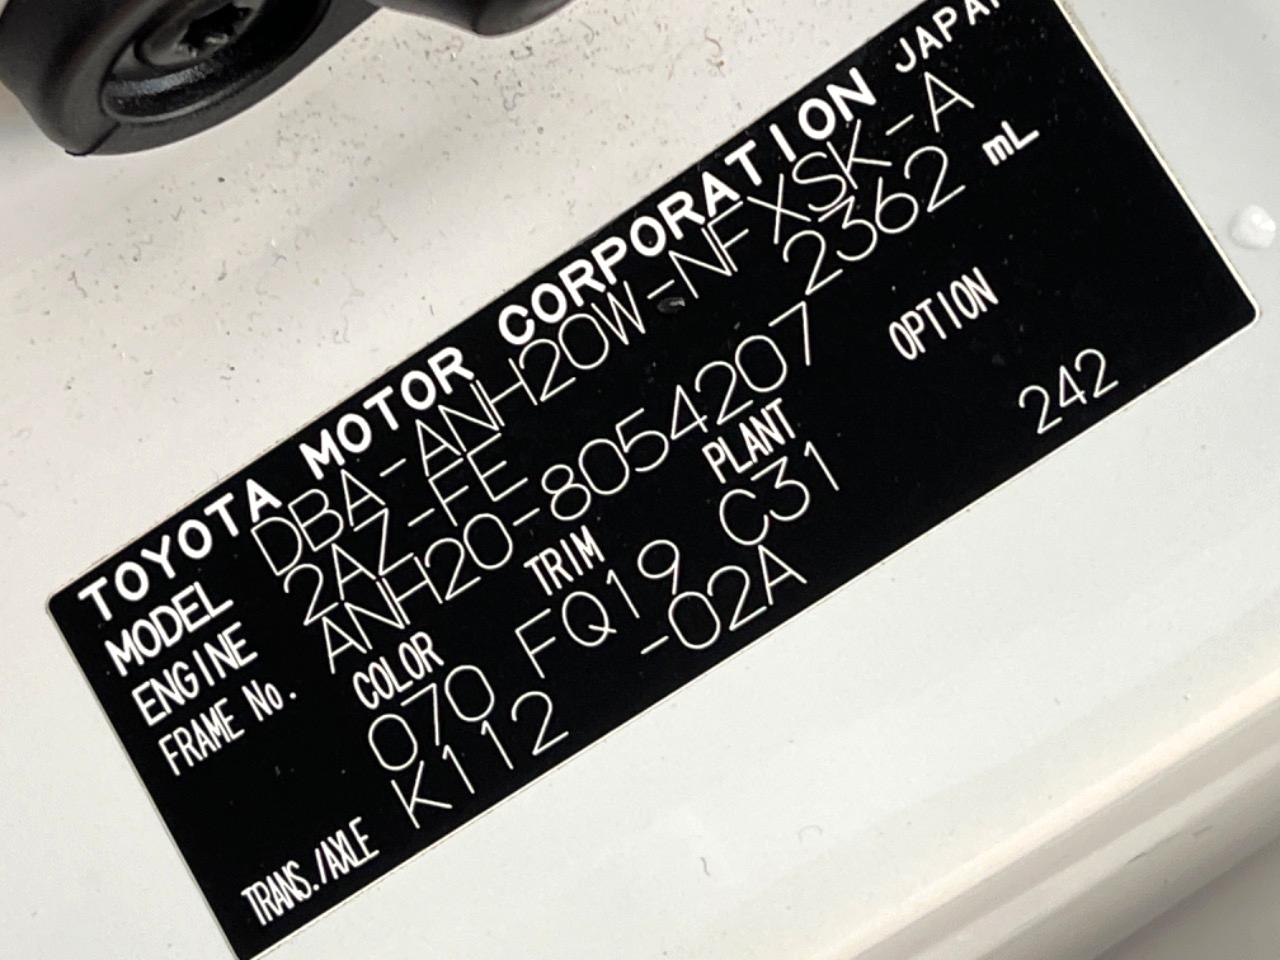 TOYOTA MOTOR CORPORATION JAPAN
MODEL DBA-ANH20W-NFXSK-A
ENGINE 2AZ-FE 2362 mL
FRAME No. ANH20-8054207
COLOR TRIM PLANT OPTION
070 FQ19 C31 242
K112 -02A
TRANS./AXLE